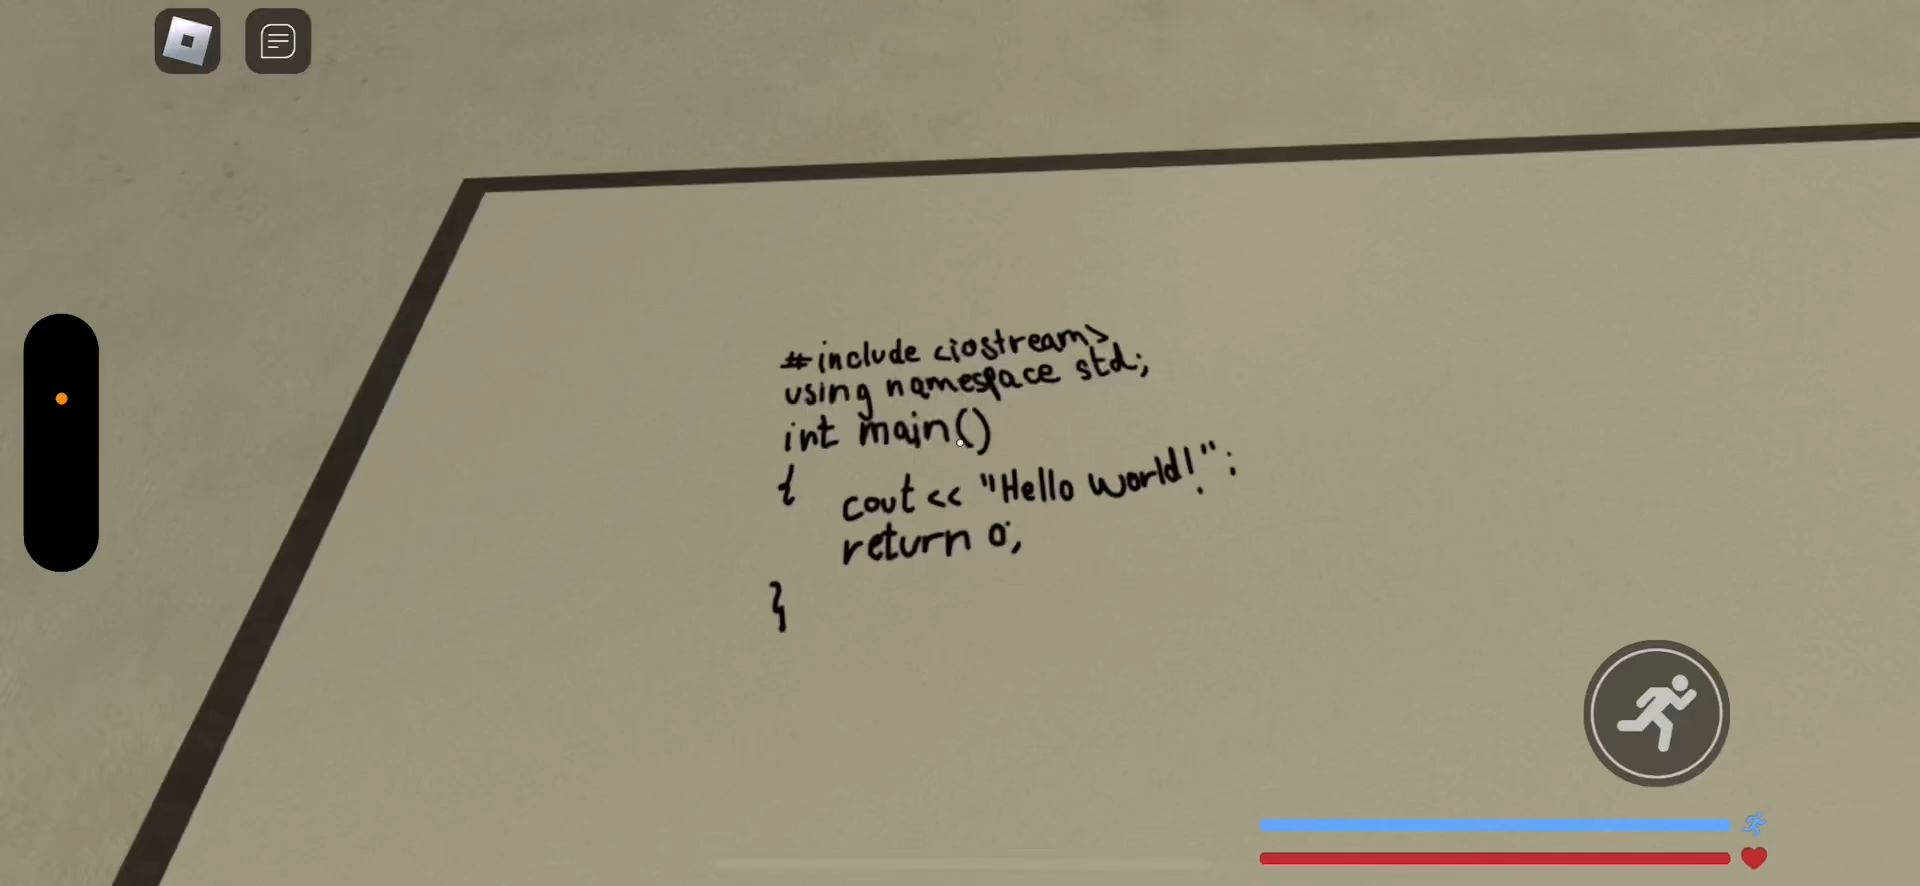 #include <iostream>
using namespace std;
int main()
{ cout << "Hello World!";
return 0;
}